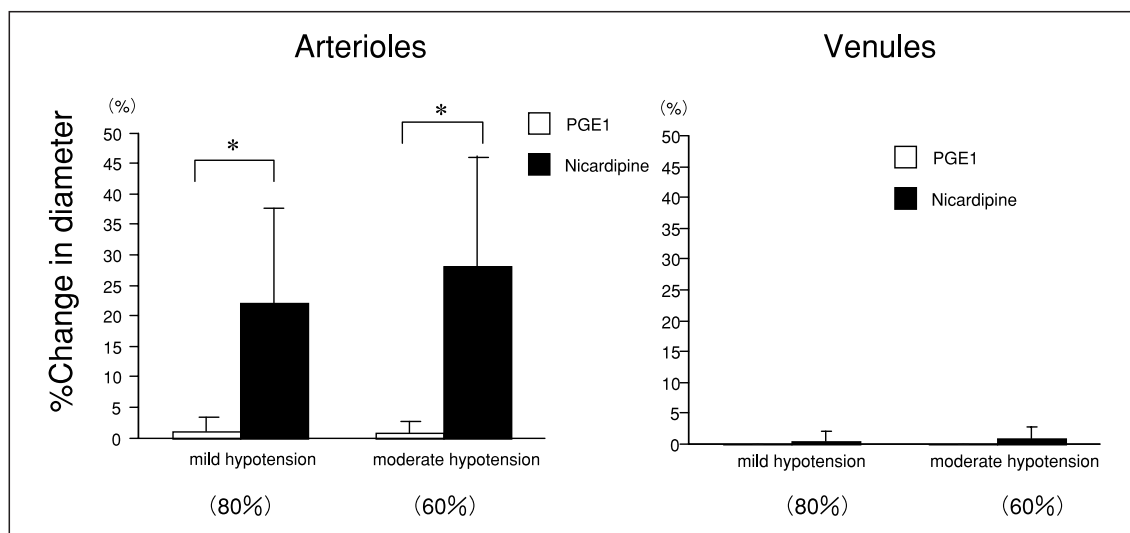 Arterioles
Venules
%Change in diameter
(%)
50
45
40
35
30
25
20
15
10
5
0
*
*
PGE1
Nicardipine
mild hypotension
moderate hypotension
(80%)
(60%)
(%)
50
45
40
35
30
25
20
15
10
5
0
PGE1
Nicardipine
mild hypotension
moderate hypotension
(80%)
(60%)